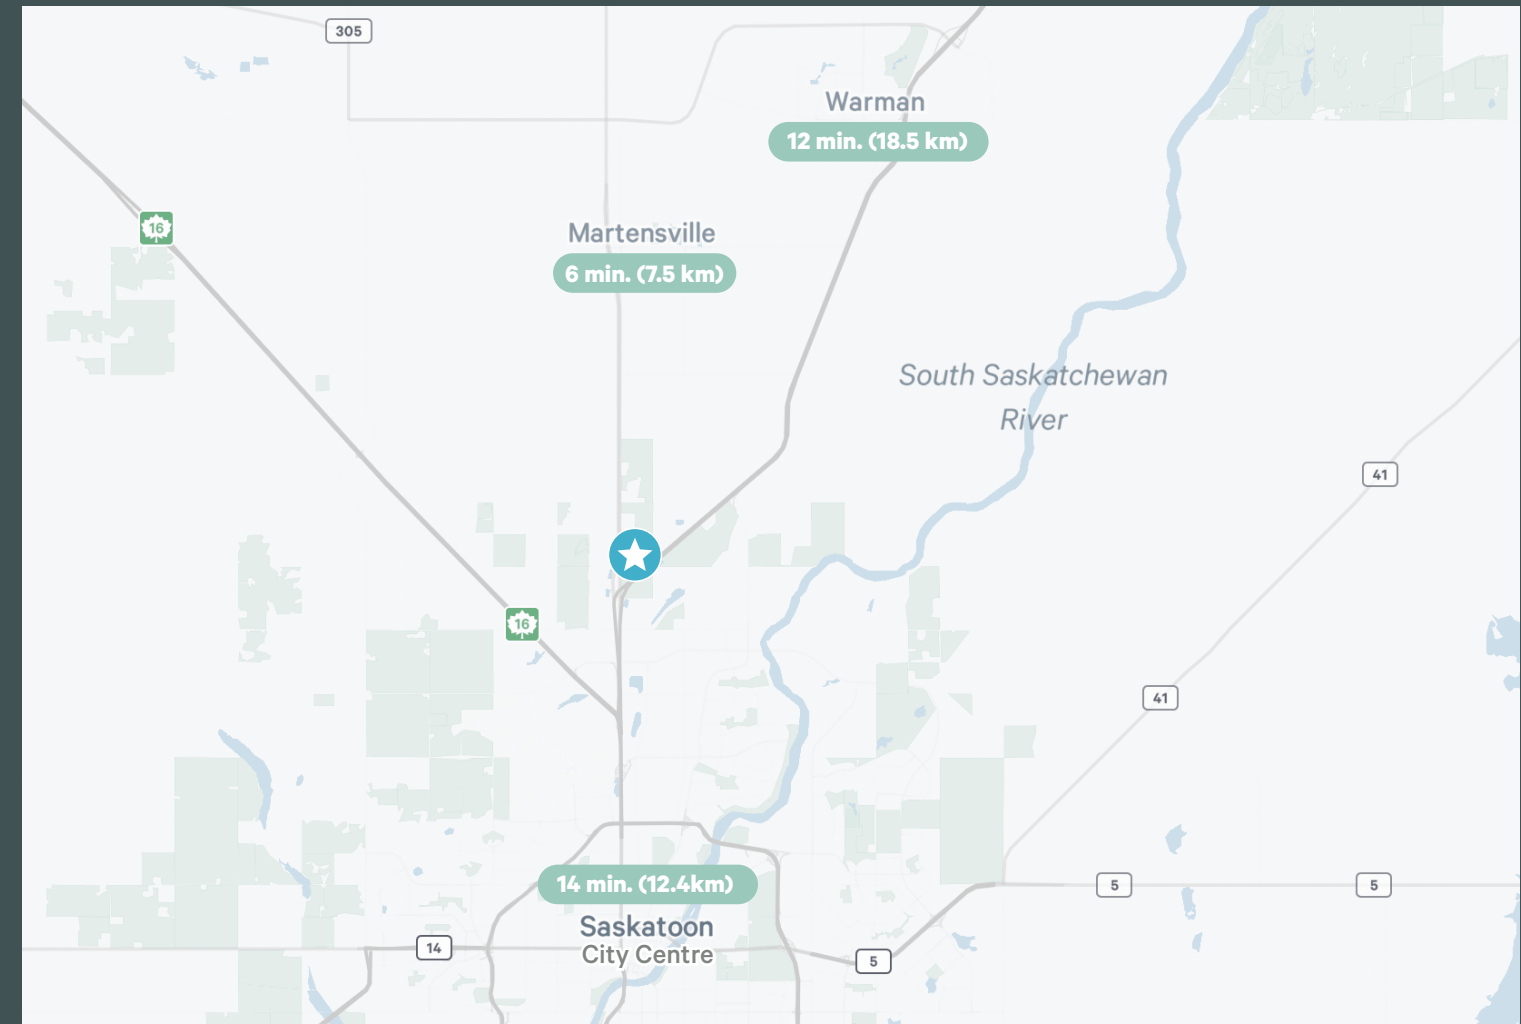 305
Warman
12 min. (18.5 km)
16
Martensville
6 min. (7.5 km)
South Saskatchewan
River
41
16
41
14 min. (12.4km)
5
5
Saskatoon
City Centre
14
5